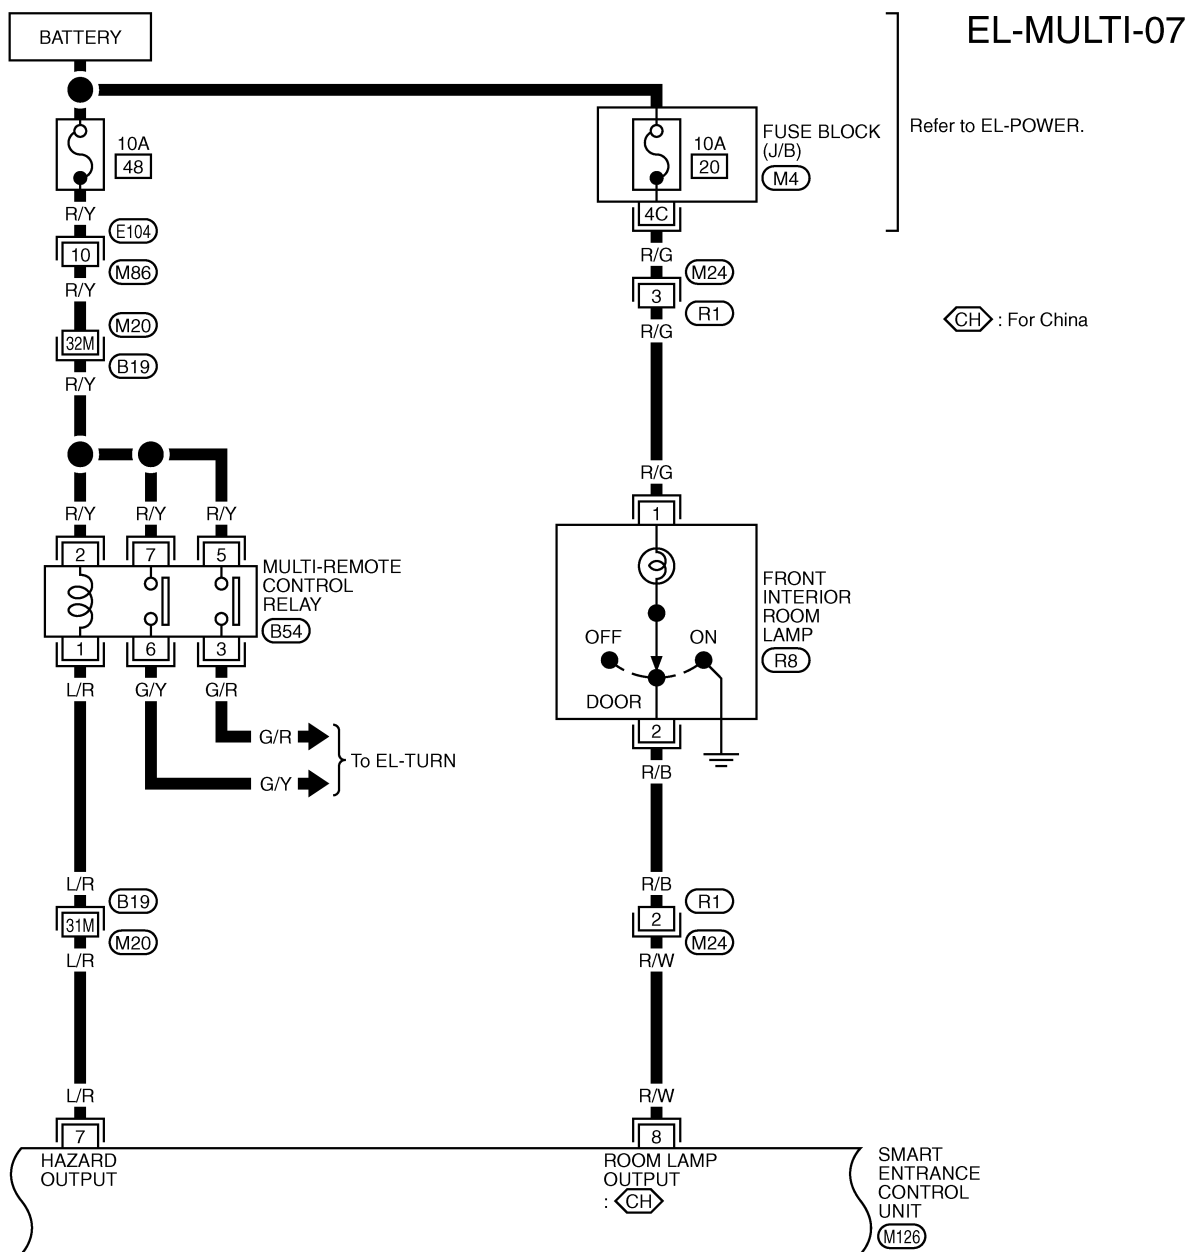 EL-MULTI-07
BATTERY
10A
48
10A
20
FUSE BLOCK
(J/B)
M4
Refer to EL-POWER.
R/Y
E104
10
M86
R/Y
4C
R/G
M24
3
R1
R/G
CH : For China
M20
32M
B19
R/Y
R/G
R/Y
R/Y
R/Y
1
2
7
5
MULTI-REMOTE
CONTROL
RELAY
B54
1
6
3
FRONT
INTERIOR
ROOM
LAMP
R8
OFF
ON
DOOR
L/R
G/Y
G/R
G/R
G/Y
To EL-TURN
2
R/B
L/R
B19
31M
M20
L/R
R/B
R1
2
M24
R/W
L/R
R/W
7
8
HAZARD
OUTPUT
ROOM LAMP
OUTPUT
: CH
SMART
ENTRANCE
CONTROL
UNIT
M126